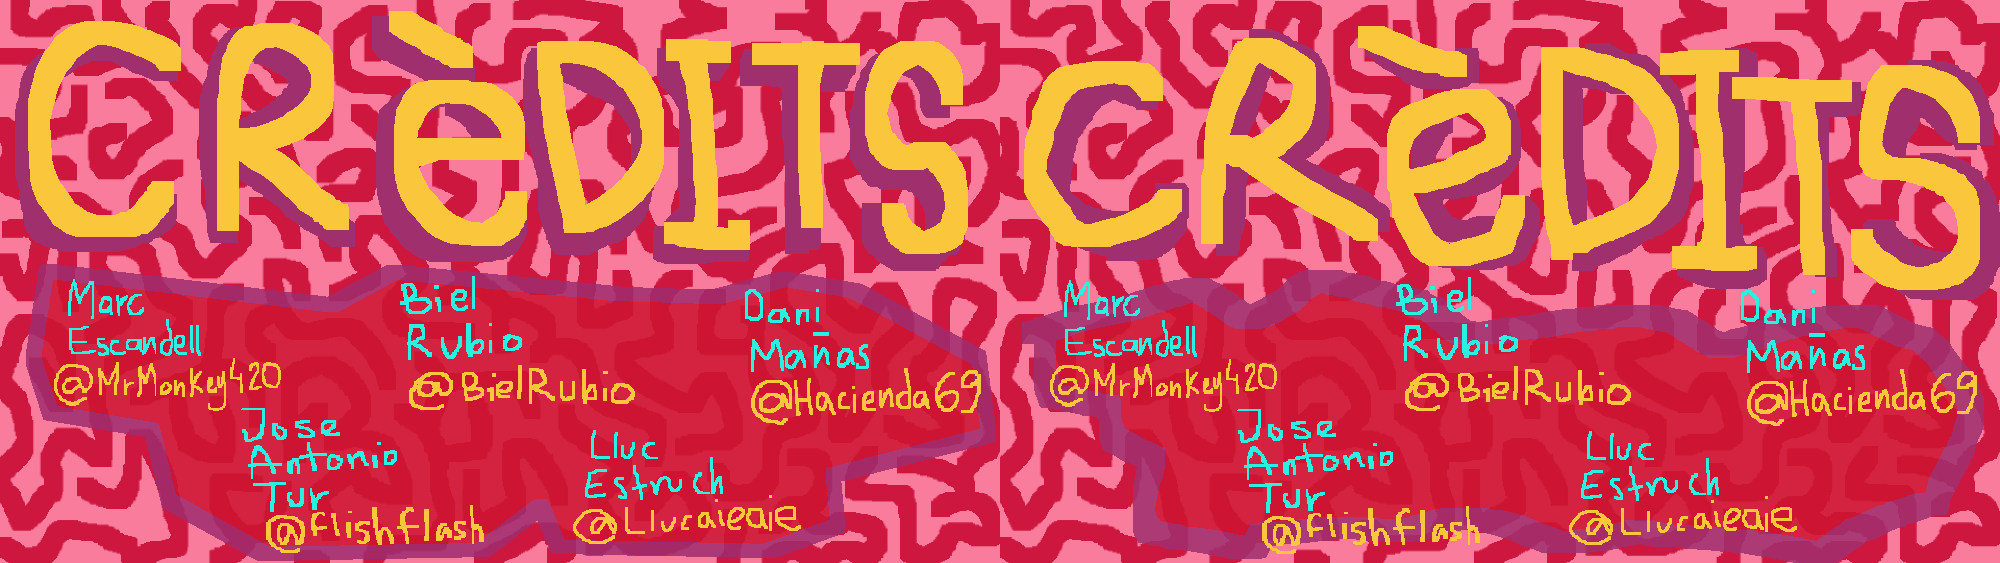 CRèDITS
Marc
Escandell
@MrMonkey420
Biel
Rubio
@BielRubio
Dani
Mañas
@Hacienda69
Jose
Antonio
Tur
@flishflash
Lluc
Estruch
@Llucaieaie
CRèDITS
Marc
Escandell
@MrMonkey420
Biel
Rubio
@BielRubio
Dani
Mañas
@Hacienda69
Jose
Antonio
Tur
@flishflash
Lluc
Estruch
@Llucaieaie